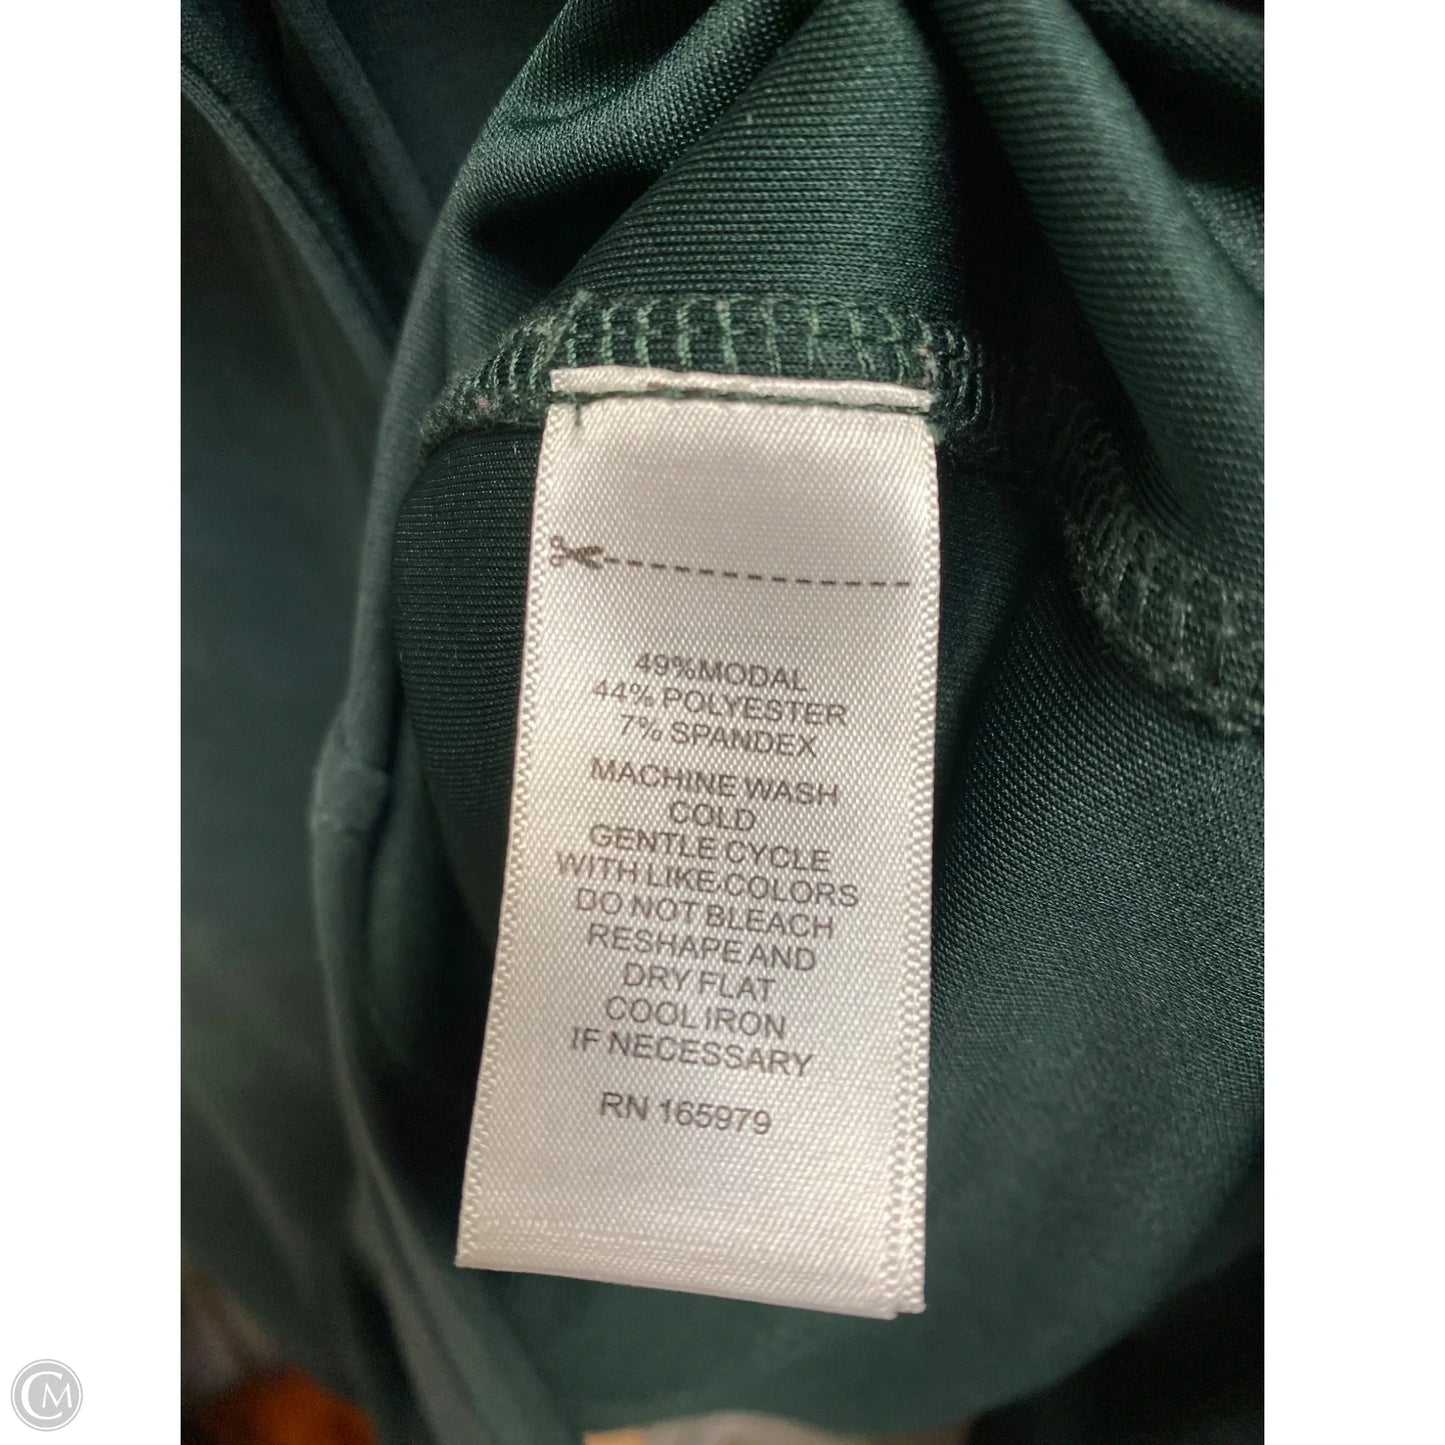 49%MODAL
44% POLYESTER
7% SPANDEX
MACHINE WASH
COLD
GENTLE CYCLE
WITH LIKE COLORS
DO NOT BLEACH
RESHAPE AND
DRY FLAT
COOL IRON
IF NECESSARY
RN 165979
CM